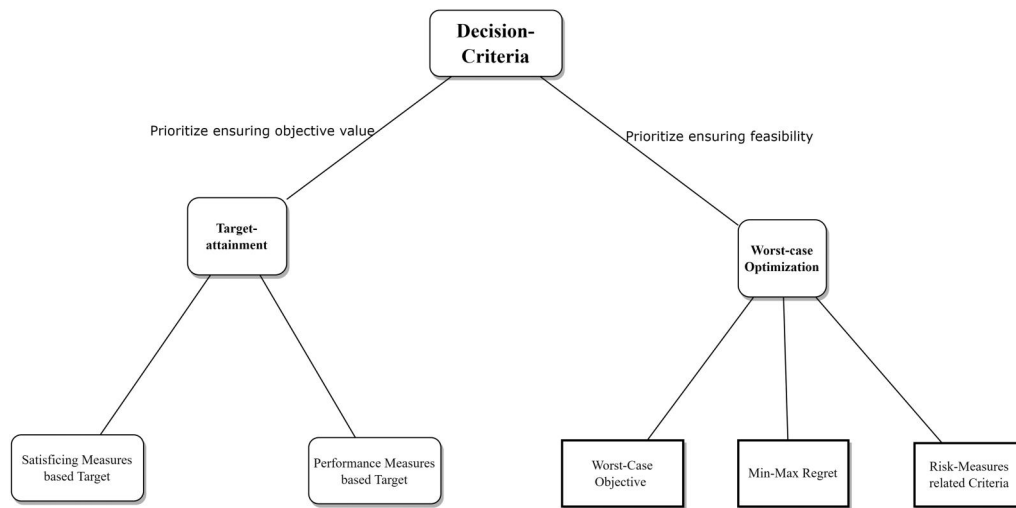 Decision-
Criteria
Prioritize ensuring objective value
Prioritize ensuring feasibility
Target-
attainment
Worst-case
Optimization
Satisficing Measures
based Target
Performance Measures
based Target
Worst-Case
Objective
Min-Max Regret
Risk-Measures
related Criteria